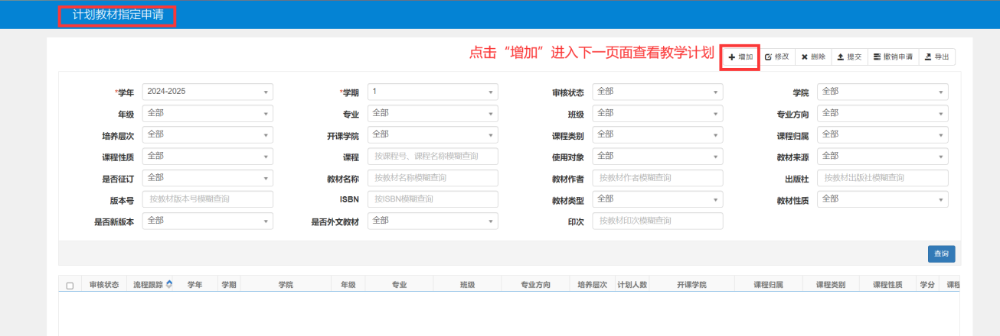 计划教材指定申请
点击“增加”进入下一页面查看教学计划 增加 修改 删除 提交 撤销申请 导出
*学年 2024-2025 *学期 1 审核状态 全部 学院 全部
年级 全部 专业 全部 班级 全部 专业方向 全部
培养层次 全部 开课学院 全部 课程类别 全部 课程归属 全部
课程性质 全部 课程 按课程号、课程名称模糊查询 使用对象 全部 教材来源 全部
是否征订 全部 教材名称 按教材名称模糊查询 教材作者 按教材作者模糊查询 出版社 按教材出版社模糊查询
版本号 按教材版本号模糊查询 ISBN 按ISBN模糊查询 教材类型 全部 教材性质 全部
是否新版本 全部 是否外文教材 全部 印次 按教材印次模糊查询
查询
审核状态 流程跟踪 学年 学期 学院 年级 专业 班级 专业方向 培养层次 计划人数 开课学院 课程归属 课程类别 课程性质 学分 课程